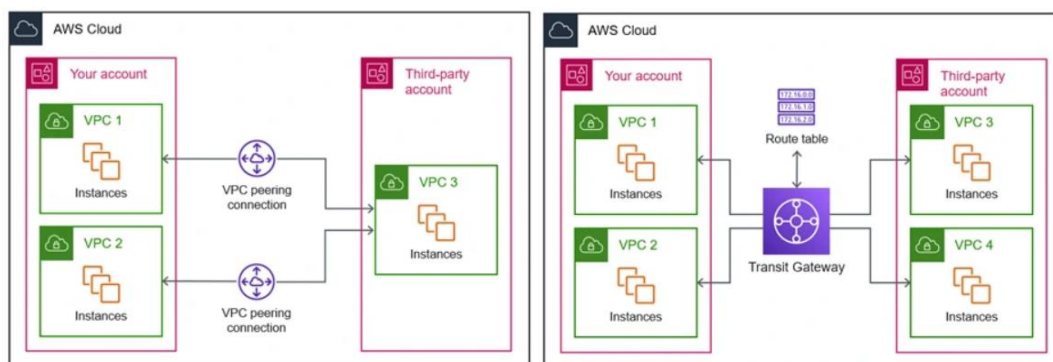 AWS Cloud
Your account
VPC 1
Instances
VPC 2
Instances
VPC peering
connection
VPC peering
connection
Third-party
account
VPC 3
Instances
AWS Cloud
Your account
VPC 1
Instances
VPC 2
Instances
172.16.0.0
172.16.1.0
172.16.2.0
Route table
Transit Gateway
Third-party
account
VPC 3
Instances
VPC 4
Instances